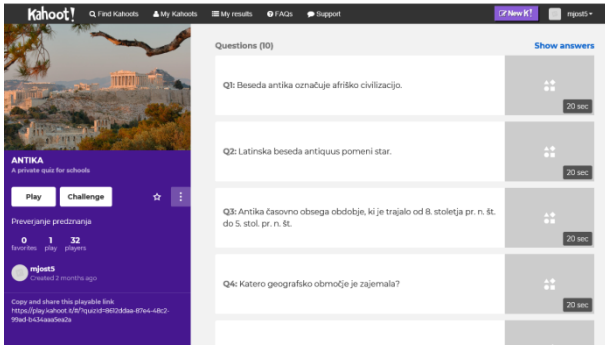 Kahoot! Find Kahoots My Kahoots My results FAQs Support New K! mjost5
ANTIKA
A private quiz for schools
Play Challenge
Preverjanje predznanja
0 1 32
favorites play players
mjost5
Created 2 months ago
Copy and share this playable link
https://play.kahoot.it/#/?quizid=8612ddaa-87e4-48c2-
99ad-b434aaa5ea2a
Questions (10) Show answers
Q1: Beseda antika označuje afriško civilizacijo.
20 sec
Q2: Latinska beseda antiquus pomeni star.
20 sec
Q3: Antika časovno obsega obdobje, ki je trajalo od 8. stoletja pr. n. št.
do 5. stol. pr. n. št.
20 sec
Q4: Katero geografsko območje je zajemala?
20 sec